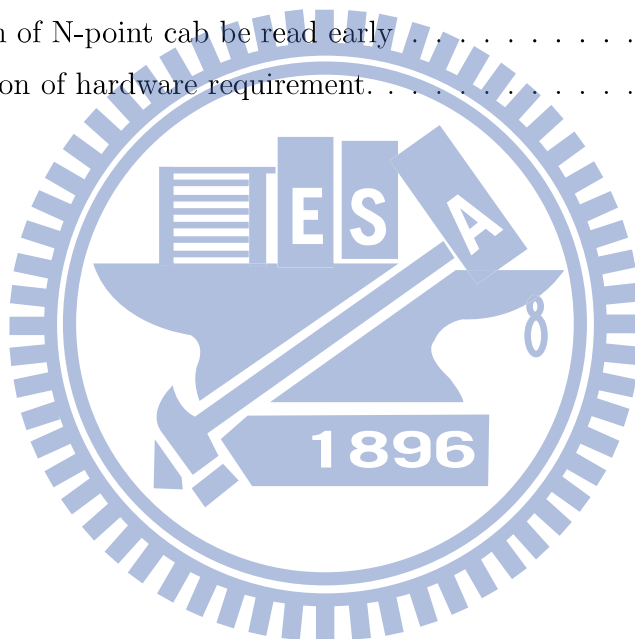 n of N-point cab be read early . . . . . . . . . .
on of hardware requirement. . . . . . . . . . . .
E S A
1896